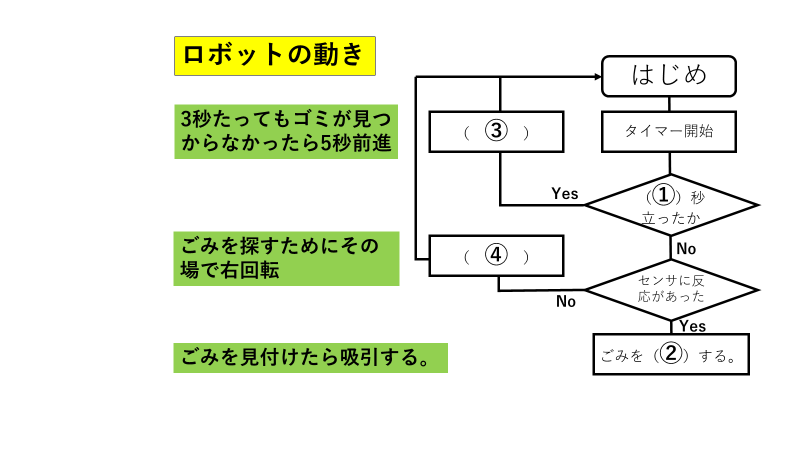 ロボットの動き
3秒たってもゴミが見つ
からなかったら5秒前進
ごみを探すためにその
場で右回転
ごみを見付けたら吸引する。
はじめ
タイマー開始
（①）秒
立ったか
Yes
No
（　③　）
センサに反
応があった
No
Yes
（　④　）
ごみを（②）する。